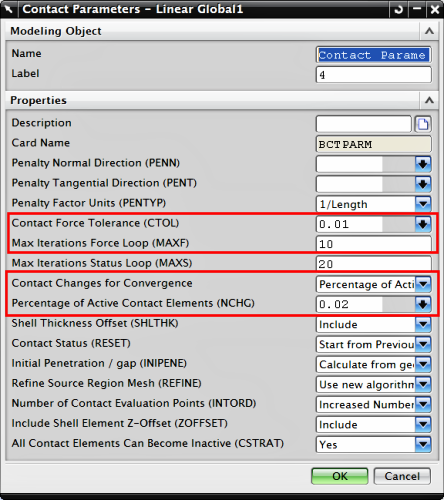 Contact Parameters - Linear Global1
Modeling Object
Name Contact Parame
Label 4
Properties
Description
Card Name BCTPARM
Penalty Normal Direction (PENN)
Penalty Tangential Direction (PENT)
Penalty Factor Units (PENTYP) 1/Length
Contact Force Tolerance (CTOL) 0.01
Max Iterations Force Loop (MAXF) 10
Max Iterations Status Loop (MAXS) 20
Contact Changes for Convergence Percentage of Acti
Percentage of Active Contact Elements (NCHG) 0.02
Shell Thickness Offset (SHLTHK) Include
Contact Status (RESET) Start from Previou
Initial Penetration / gap (INIPENE) Calculate from geo
Refine Source Region Mesh (REFINE) Use new algorithm
Number of Contact Evaluation Points (INTORD) Increased Number
Include Shell Element Z-Offset (ZOFFSET) Include
All Contact Elements Can Become Inactive (CSTRAT) Yes
OK Cancel